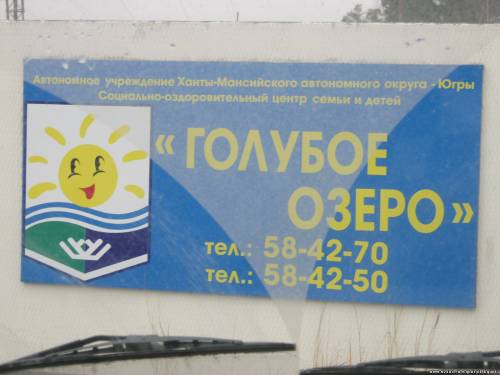 Автономное учреждение Ханты-Мансийского автономного округа - Югры
Социально-оздоровительный центр семьи и детей
«ГОЛУБОЕ
ОЗЕРО»
тел.: 58-42-70
тел.: 58-42-50